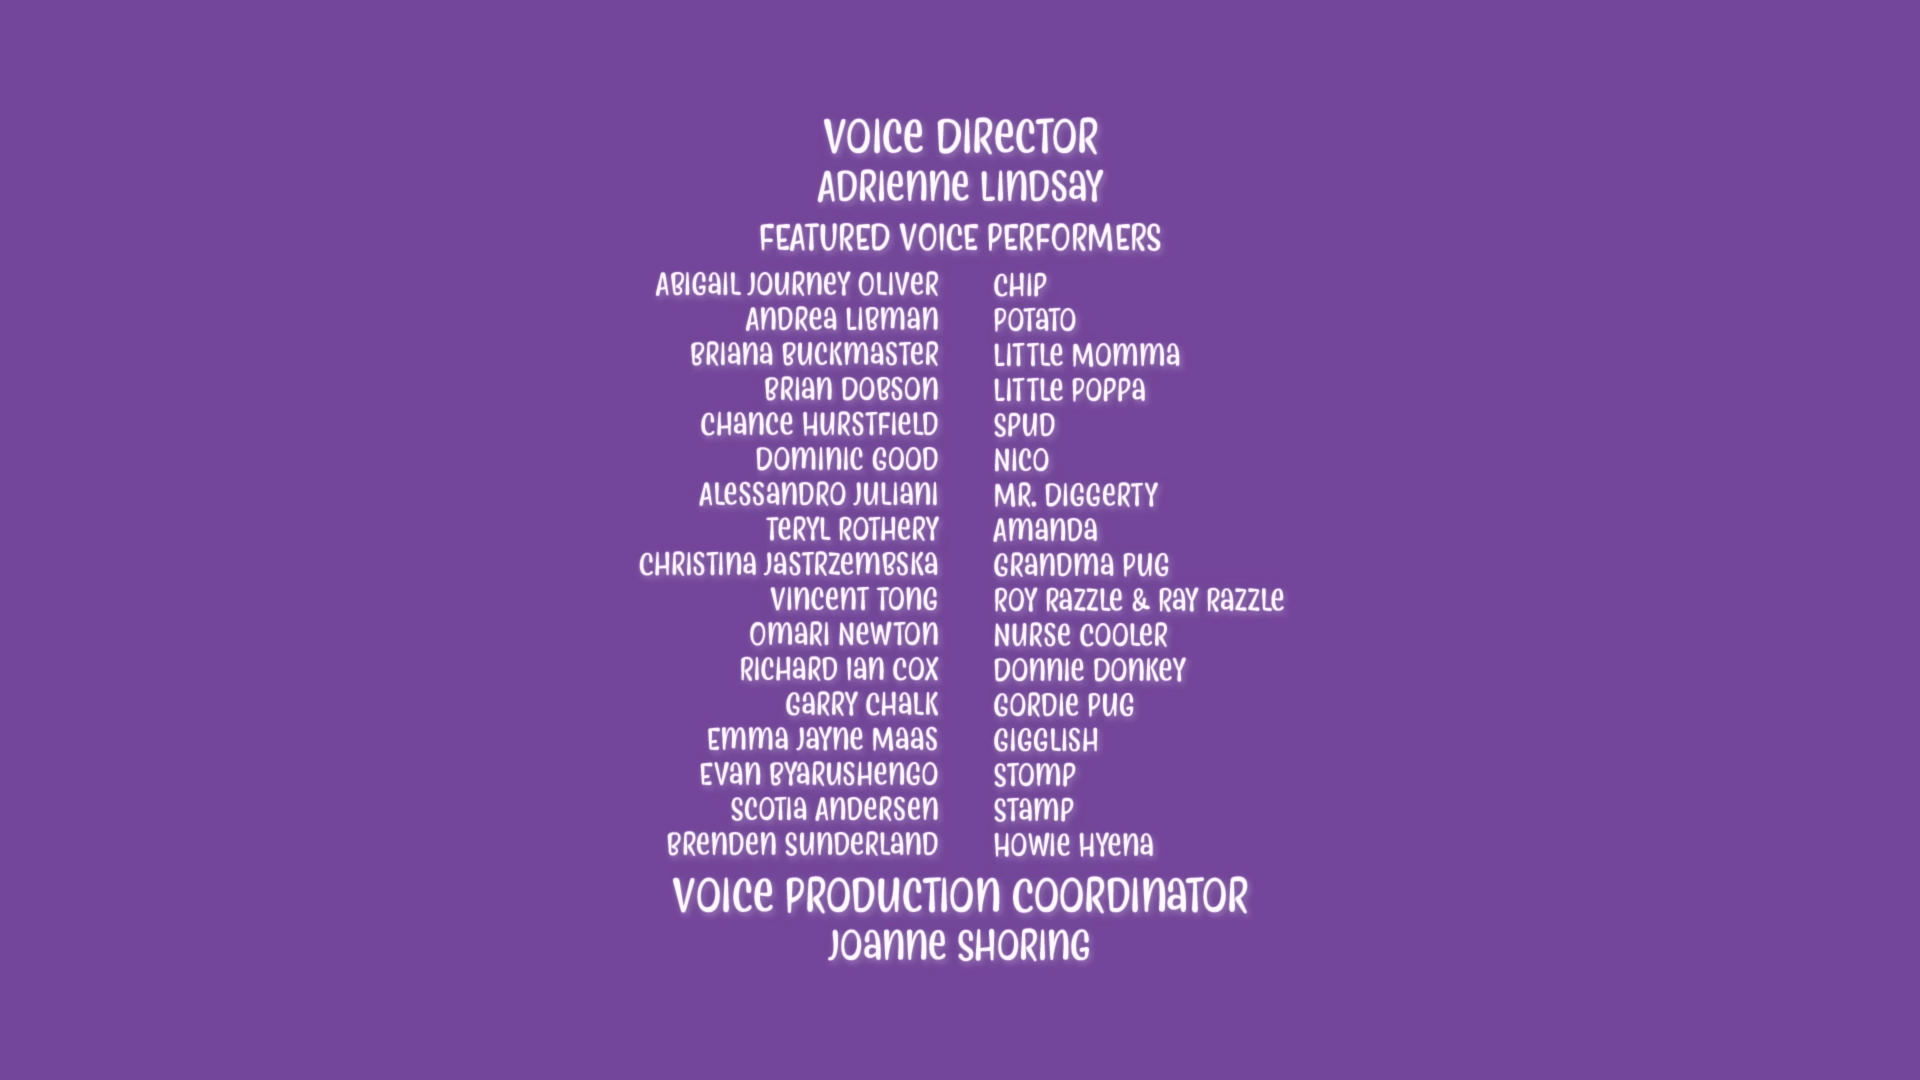 VOICE DIRECTOR
ADRIENNE LINDSAY
FEATURED VOICE PERFORMERS
ABIGAIL JOURNEY OLIVER CHIP
ANDREA LIBMAN POTATO
BRIANA BUCKMASTER LITTLE MOMMA
BRIAN DOBSON LITTLE POPPA
CHANCE HURSTFIELD SPUD
DOMINIC GOOD NICO
ALESSANDRO JULIANI MR. DIGGERTY
TERYL ROTHERY AMANDA
CHRISTINA JASTRZEMBSKA GRANDMA PUG
VINCENT TONG ROY RAZZLE & RAY RAZZLE
OMARI NEWTON NURSE COOLER
RICHARD IAN COX DONNIE DONKEY
GARRY CHALK GORDIE PUG
EMMA JAYNE MAAS GIGGLISH
EVAN BYARUSHENGO STOMP
SCOTIA ANDERSEN STAMP
BRENDEN SUNDERLAND HOWIE HYENA
VOICE PRODUCTION COORDINATOR
JOANNE SHORING